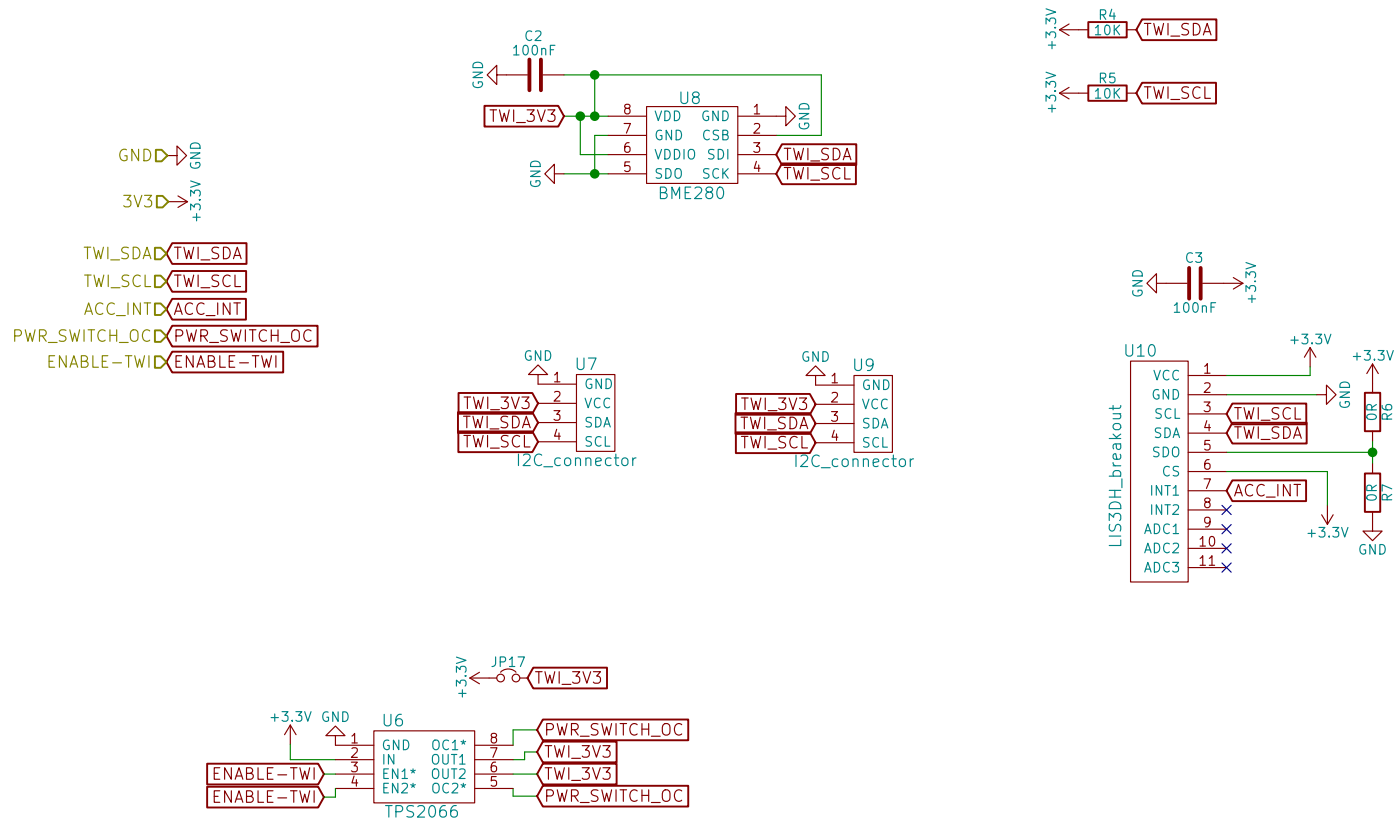 R4
+3.3V
10K
TWI_SDA
R5
+3.3V
10K
TWI_SCL
C2
100nF
GND
U8
TWI_3V3
8 VDD GND 1
GND
7 GND CSB 2
6 VDDIO SDI 3
TWI_SDA
5 SDO SCK 4
TWI_SCL
GND
BME280
GND
GND
3V3
+3.3V
TWI_SDA
TWI_SDA
TWI_SCL
TWI_SCL
ACC_INT
ACC_INT
PWR_SWITCH_OC
PWR_SWITCH_OC
ENABLE-TWI
ENABLE-TWI
C3
GND
+3.3V
100nF
GND
U7
1 GND
TWI_3V3
2 VCC
TWI_SDA
3 SDA
TWI_SCL
4 SCL
I2C_connector
GND
U9
1 GND
TWI_3V3
2 VCC
TWI_SDA
3 SDA
TWI_SCL
4 SCL
I2C_connector
U10
LIS3DH_breakout
+3.3V
VCC 1
GND 2
GND
SCL 3
TWI_SCL
SDA 4
TWI_SDA
SDO 5
CS 6
+3.3V
INT1 7
ACC_INT
INT2 8
ADC1 9
ADC2 10
ADC3 11
+3.3V
0R
R6
0R
R7
GND
+3.3V
JP17
TWI_3V3
+3.3V
GND
U6
1 GND OC1* 8
PWR_SWITCH_OC
2 IN OUT1 7
TWI_3V3
ENABLE-TWI
3 EN1* OUT2 6
TWI_3V3
ENABLE-TWI
4 EN2* OC2* 5
PWR_SWITCH_OC
TPS2066